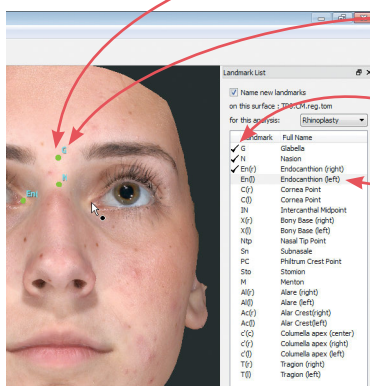 Landmark List
Name new landmarks
on this surface : TPS.CM.reg.tom
for this analysis: Rhinoplasty
Landmark Full Name
G Glabella
N Nasion
En(r) Endocanthion (right)
En(l) Endocanthion (left)
C(r) Cornea Point
C(l) Cornea Point
IN Intercanthal Midpoint
X(r) Bony Base (right)
X(l) Bony Base (left)
Ntp Nasal Tip Point
Sn Subnasale
PC Philtrum Crest Point
Sto Stomion
M Menton
Al(r) Alare (right)
Al(l) Alare (left)
Ac(r) Alar Crest(right)
Ac(l) Alar Crest(left)
c'(c) Columella apex (center)
c'(r) Columella apex (right)
c'(l) Columella apex (left)
T(r) Tragion (right)
T(l) Tragion (left)
G
En(